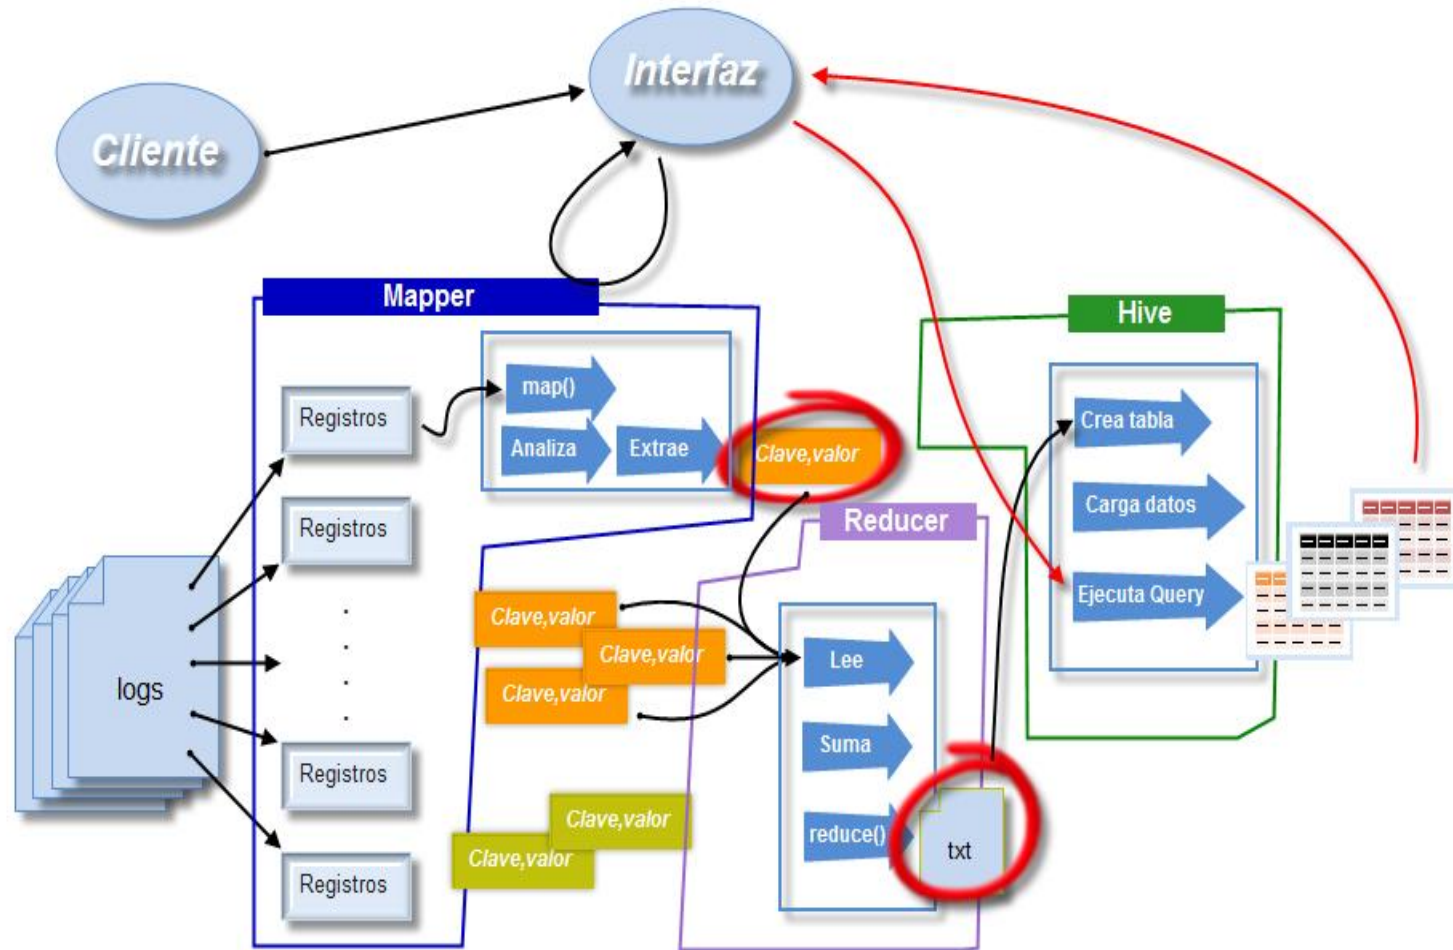 Interfaz
Cliente
Mapper
Hive
map()
Registros
Crea tabla
Analiza
Extrae
Clave,valor
Carga datos
Reducer
Registros
Ejecuta Query
Clave,valor
Clave,valor
Lee
logs
Clave,valor
Suma
Registros
Clave,valor
reduce()
txt
Clave,valor
Registros